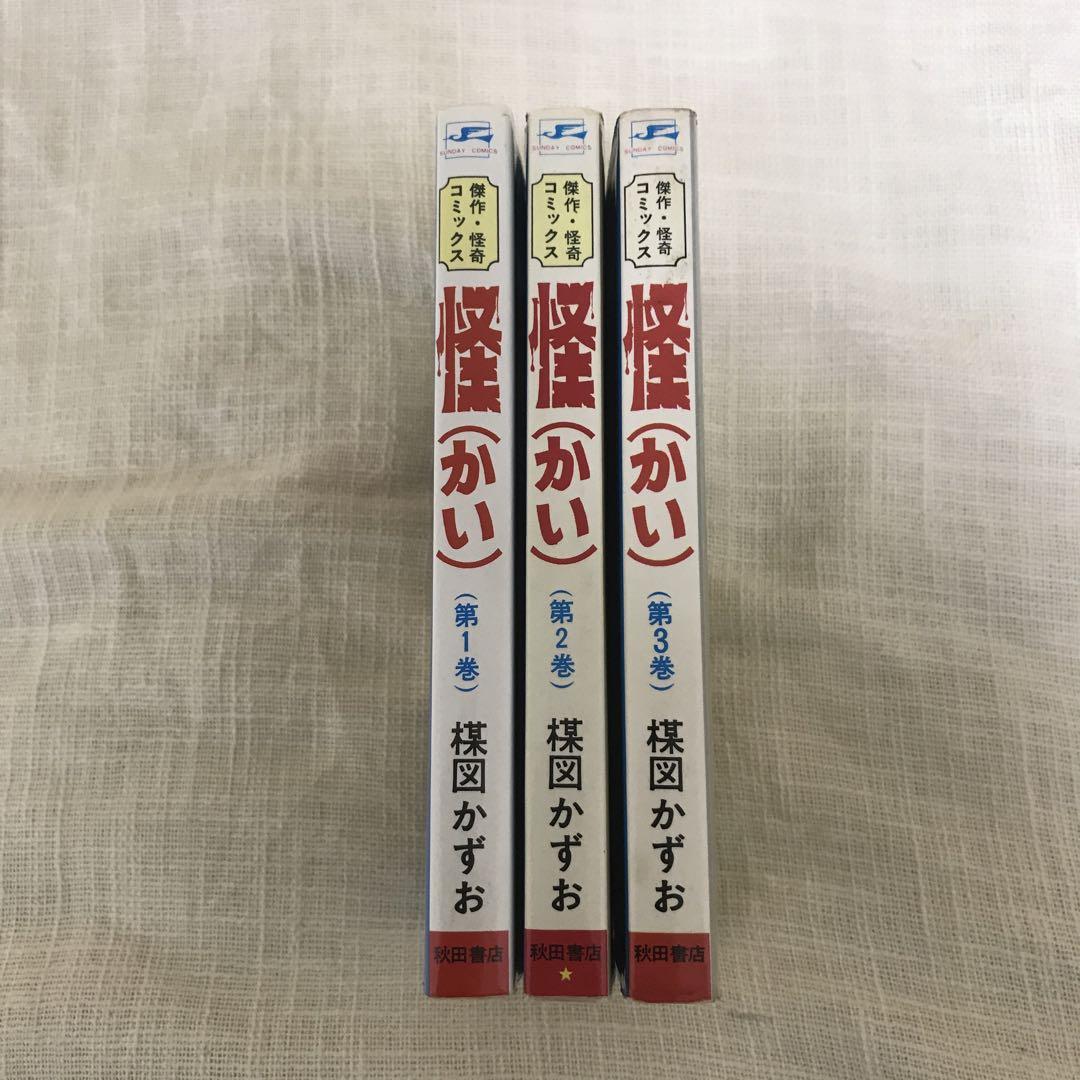 SUNDAY COMICS
傑作・怪奇
コミックス
怪(かい)
(第1巻)
楳図かずお
秋田書店
SUNDAY COMICS
傑作・怪奇
コミックス
怪(かい)
(第2巻)
楳図かずお
秋田書店
★
SUNDAY COMICS
傑作・怪奇
コミックス
怪(かい)
(第3巻)
楳図かずお
秋田書店